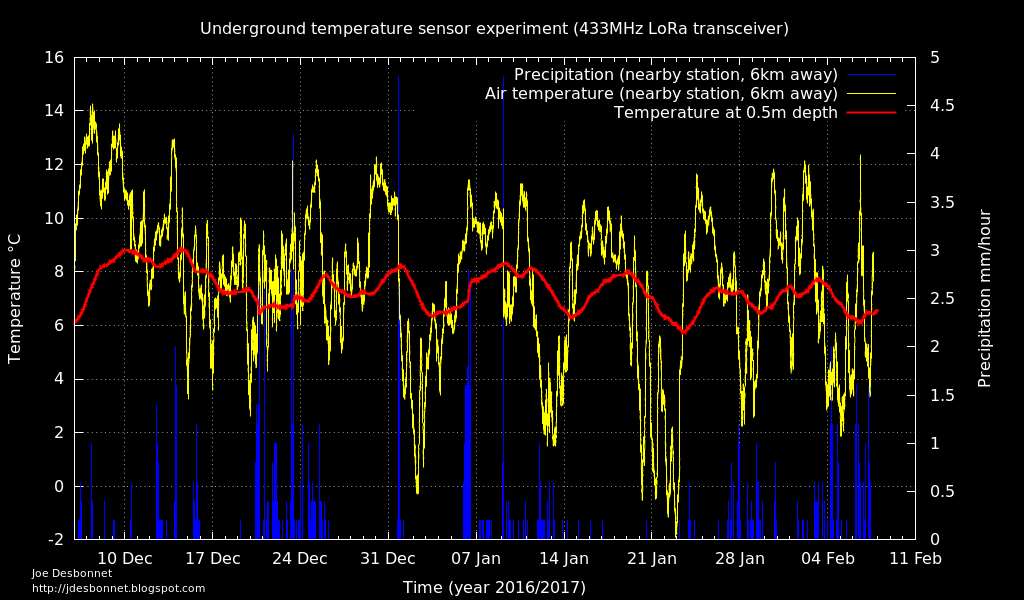 Underground temperature sensor experiment (433MHz LoRa transceiver)
Precipitation (nearby station, 6km away)
Air temperature (nearby station, 6km away)
Temperature at 0.5m depth
Temperature °C
16
14
12
10
8
6
4
2
0
-2
5
4.5
4
3.5
3
2.5
2
1.5
1
0.5
0
Precipitation mm/hour
10 Dec 17 Dec 24 Dec 31 Dec 07 Jan 14 Jan 21 Jan 28 Jan 04 Feb 11 Feb
Time (year 2016/2017)
Joe Desbonnet
http://jdesbonnet.blogspot.com